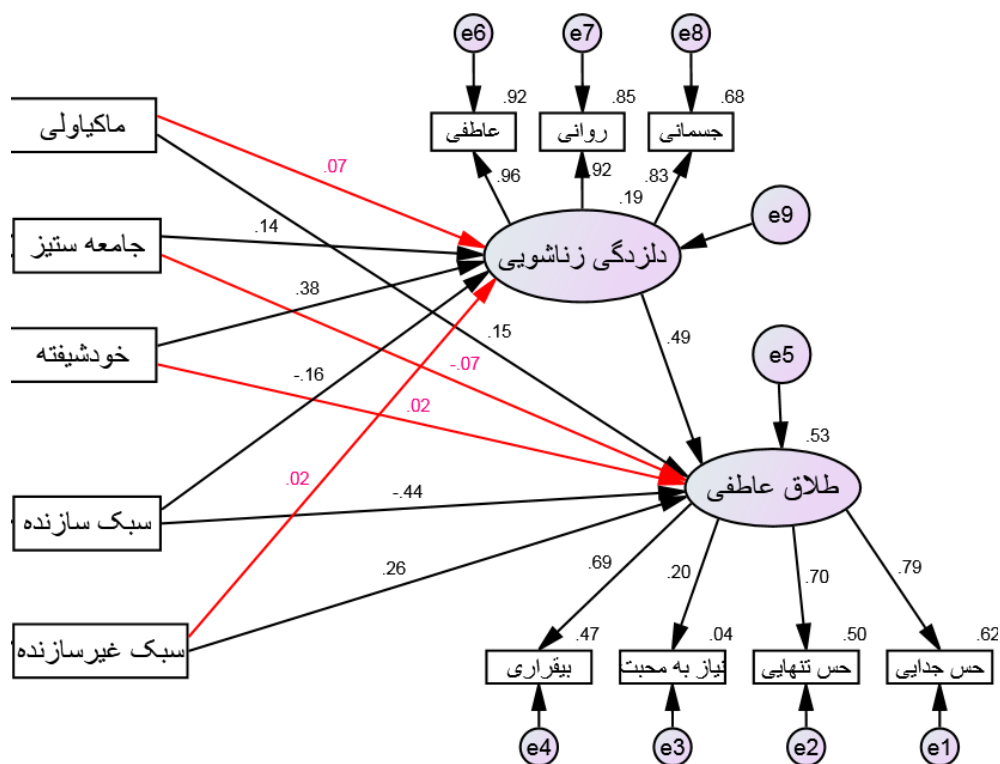 e6
e7
e8
.92
.85
.68
ماکیاولی
عاطفی
روانی
جسمانی
.07
.96
.92
.83
.19
e9
جامعه ستیز
.14
دلزدگی زناشویی
.38
خودشیفته
.15
.49
e5
-.16
-.07
.02
.53
.02
سبک سازنده
-.44
طلاق عاطفی
.26
سبک غیرسازنده
.69
.20
.70
.79
.47
.04
.50
.62
بیقراری
نیاز به محبت
حس تنهایی
حس جدایی
e4
e3
e2
e1